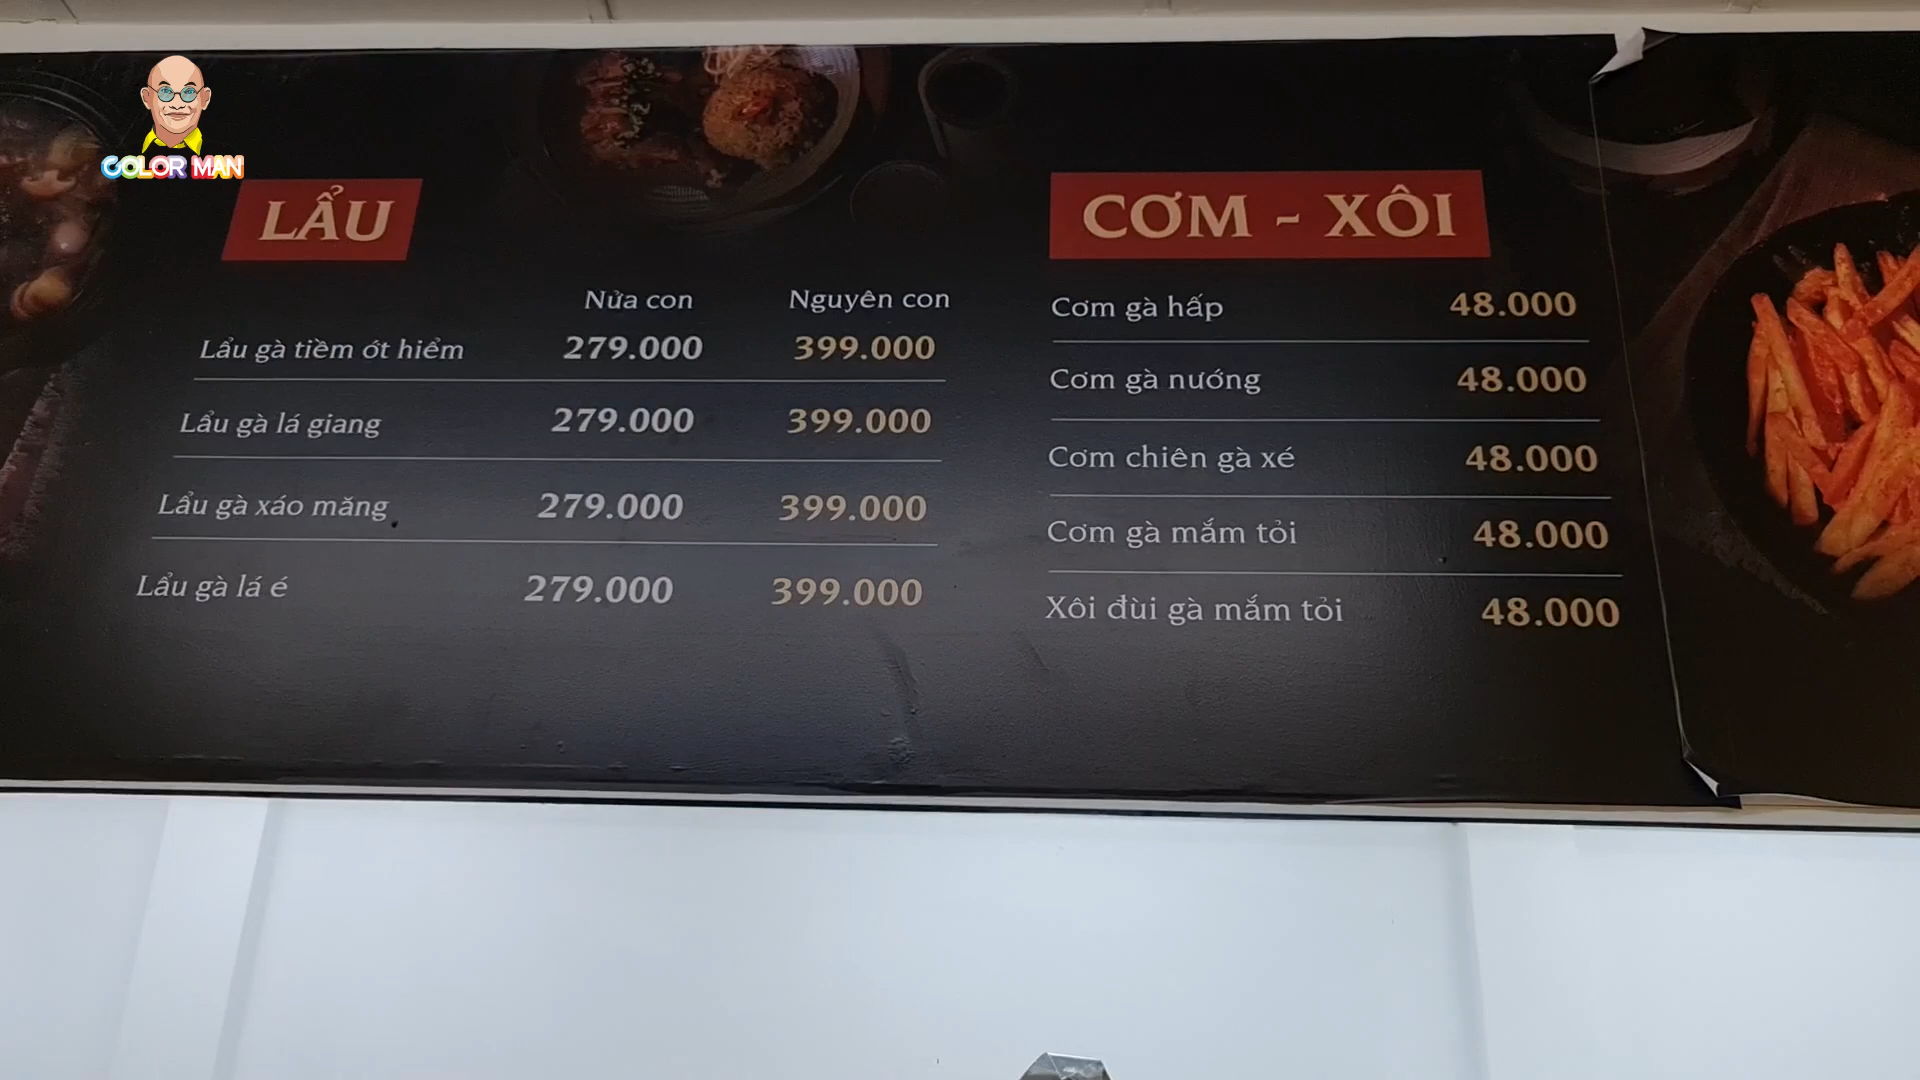 COLOR MAN
LẨU
Nửa con Nguyên con
Lẩu gà tiềm ớt hiểm 279.000 399.000
Lẩu gà lá giang 279.000 399.000
Lẩu gà xáo măng 279.000 399.000
Lẩu gà lá é 279.000 399.000
CƠM - XÔI
Cơm gà hấp 48.000
Cơm gà nướng 48.000
Cơm chiên gà xé 48.000
Cơm gà mắm tỏi 48.000
Xôi đùi gà mắm tỏi 48.000